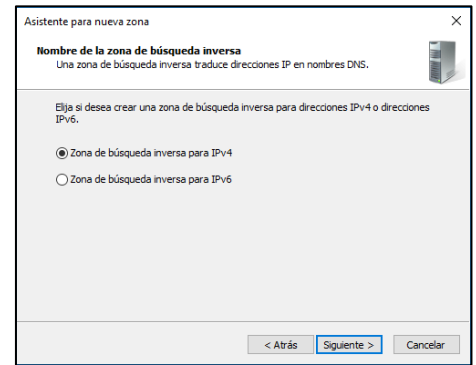 Asistente para nueva zona
Nombre de la zona de búsqueda inversa
Una zona de búsqueda inversa traduce direcciones IP en nombres DNS.
Elija si desea crear una zona de búsqueda inversa para direcciones IPv4 o direcciones
IPv6.
Zona de búsqueda inversa para IPv4
Zona de búsqueda inversa para IPv6
< Atrás Siguiente > Cancelar